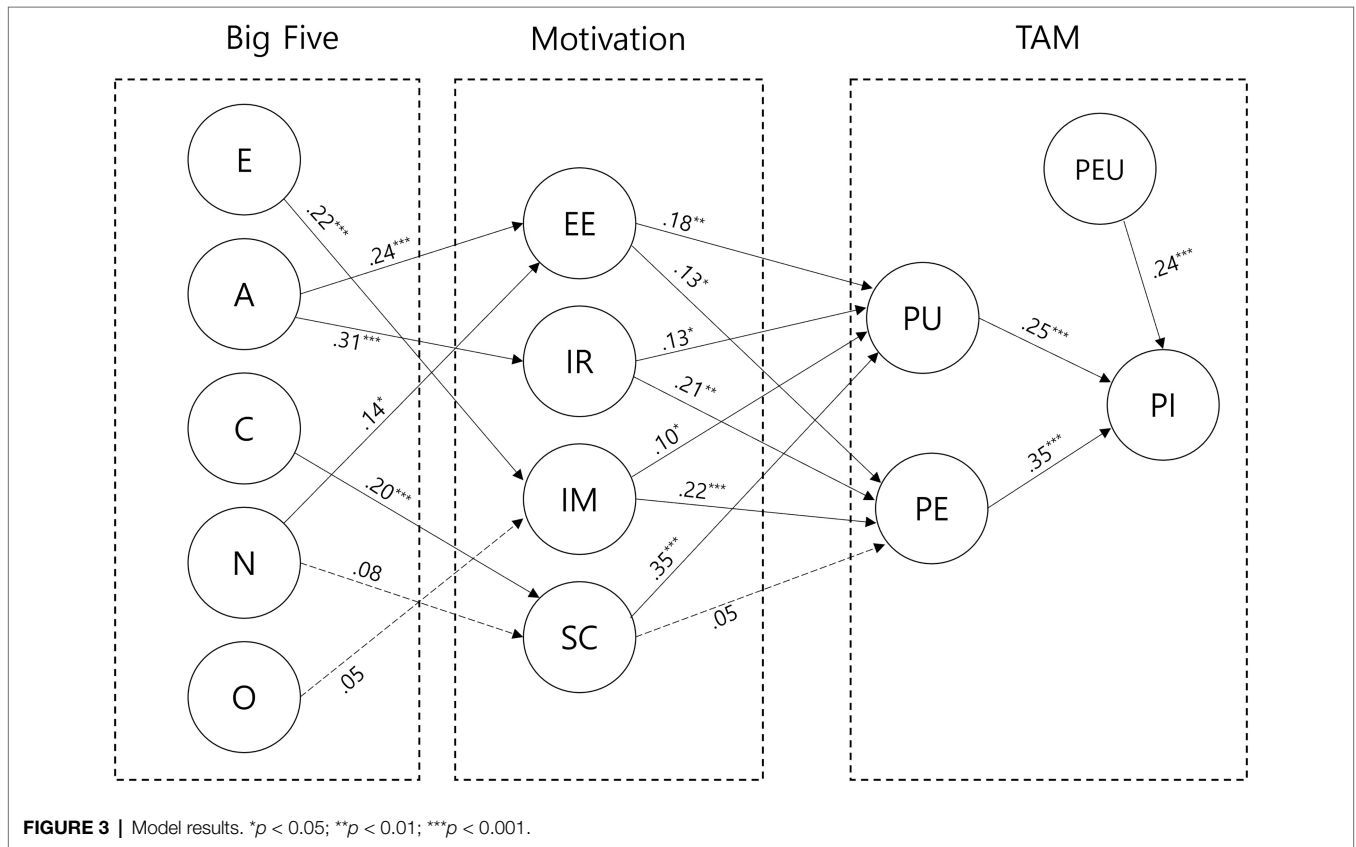 Big Five
Motivation
TAM
E
A
C
N
O
EE
IR
IM
SC
PEU
PU
PE
PI
.22***
.24***
.31***
.14*
.20***
.08
.05
.18**
.13*
.13*
.21**
.10*
.22***
.35***
.05
.24***
.25***
.35***
FIGURE 3 | Model results. *p < 0.05; **p < 0.01; ***p < 0.001.